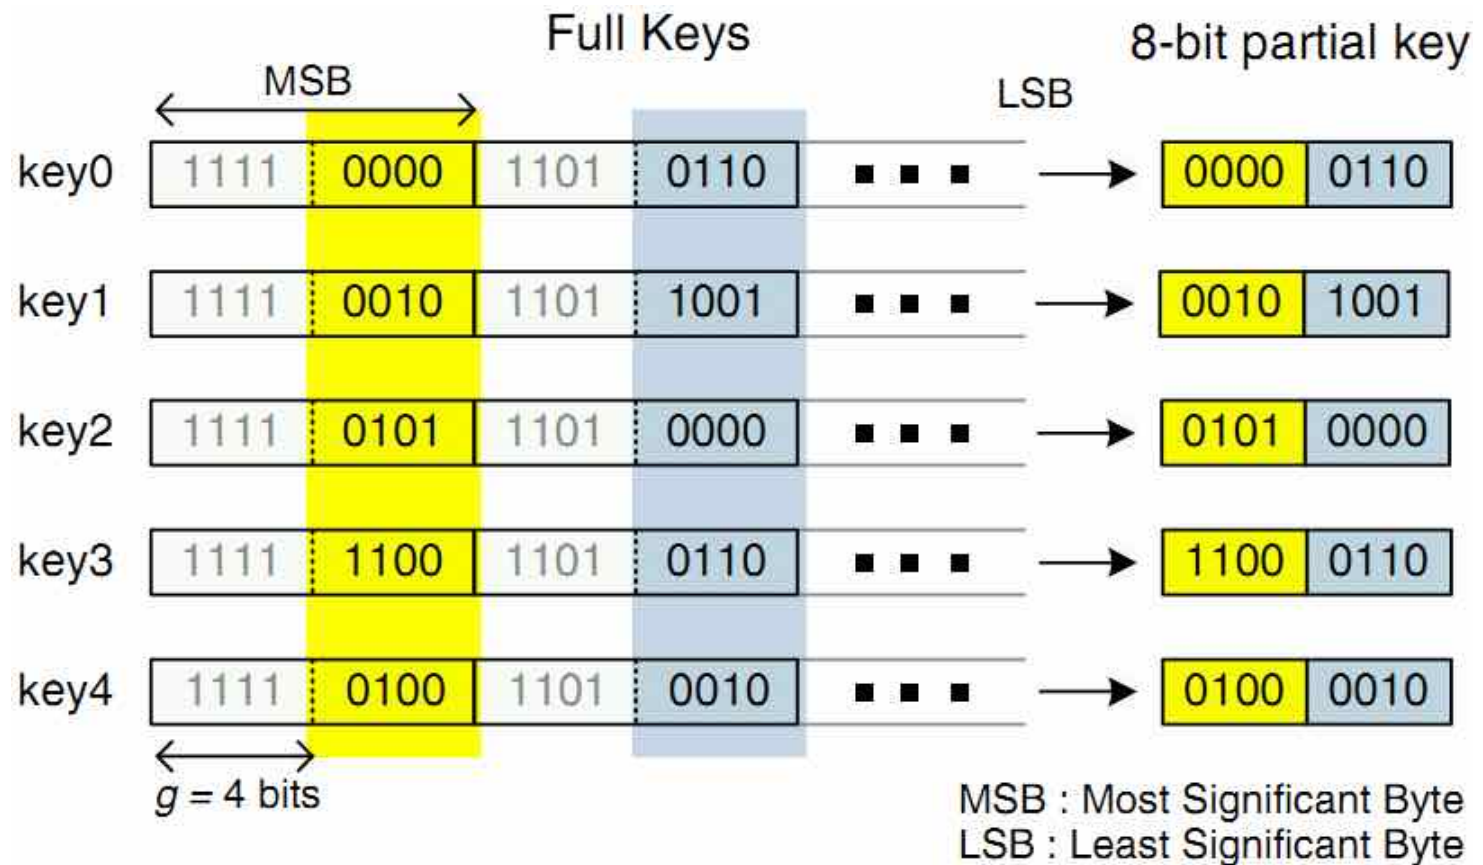 Full Keys
8-bit partial key
MSB
LSB
key0 1111 0000 1101 0110 0000 0110
key1 1111 0010 1101 1001 0010 1001
key2 1111 0101 1101 0000 0101 0000
key3 1111 1100 1101 0110 1100 0110
key4 1111 0100 1101 0010 0100 0010
g = 4 bits
MSB : Most Significant Byte
LSB : Least Significant Byte